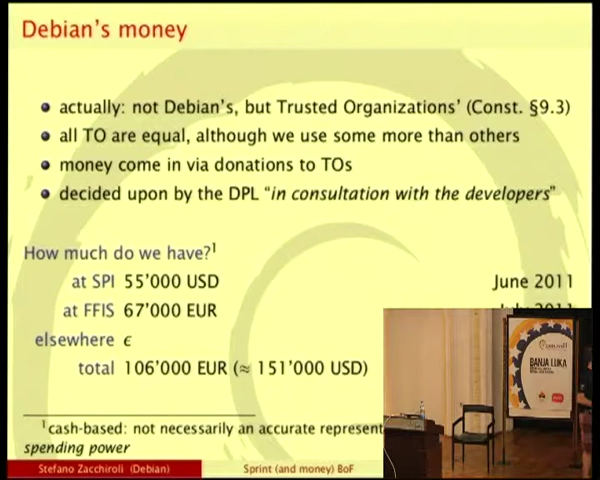 Debian's money
actually: not Debian's, but Trusted Organizations' (Const. §9.3)
all TO are equal, although we use some more than others
money come in via donations to TOs
decided upon by the DPL "in consultation with the developers"
How much do we have?¹
at SPI 55'000 USD June 2011
at FFIS 67'000 EUR
elsewhere ϵ
total 106'000 EUR (≈ 151'000 USD)
¹cash-based: not necessarily an accurate represent
spending power
BANJA LUKA
Stefano Zacchiroli (Debian) Sprint (and money) BoF